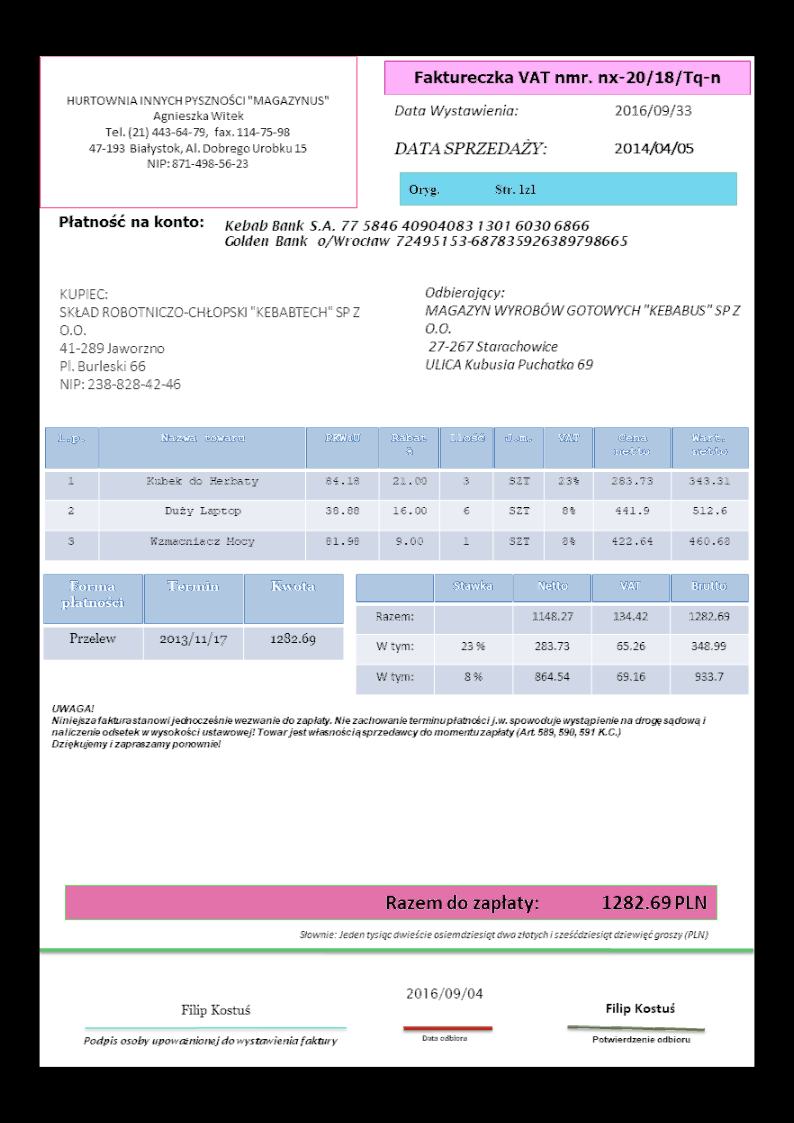 Faktureczka VAT nmr. nx-20/18/Tq-n
HURTOWNIA INNYCH PYSZNOŚCI "MAGAZYNUS"
Agnieszka Witek
Tel. (21) 443-64-79, fax. 114-75-98
47-193 Białystok, Al. Dobrego Urobku 15
NIP: 871-498-56-23
Data Wystawienia: 2016/09/33
DATA SPRZEDAŻY: 2014/04/05
Oryg. Str. 1z1
Płatność na konto:
Kebab Bank S.A. 77 5846 40904083 1301 6030 6866
Golden Bank o/Wrocław 72495153-687835926389798665
KUPIEC:
SKŁAD ROBOTNICZO-CHŁOPSKI "KEBABTECH" SP Z
O.O.
41-289 Jaworzno
Pl. Burleski 66
NIP: 238-828-42-46
Odbierający:
MAGAZYN WYROBÓW GOTOWYCH "KEBABUS" SP Z
O.O.
27-267 Starachowice
ULICA Kubusia Puchatka 69
L.p. Nazwa towaru PKWiU Rabat % Ilość J.m. VAT Cena netto Wart. netto
1 Kubek do Herbaty 84.18 21.00 3 SZT 23% 283.73 343.31
2 Duży Laptop 38.88 16.00 6 SZT 8% 441.9 512.6
3 Wzmacniacz Mocy 81.98 9.00 1 SZT 8% 422.64 460.68
Forma płatności Termin Kwota
Przelew 2013/11/17 1282.69
Stawka Netto VAT Brutto
Razem: 1148.27 134.42 1282.69
W tym: 23 % 283.73 65.26 348.99
W tym: 8 % 864.54 69.16 933.7
UWAGA!
Niniejsza faktura stanowi jednocześnie wezwanie do zapłaty. Nie zachowanie terminu płatności j.w. spowoduje wystąpienie na drogę sądową i
naliczenie odsetek w wysokości ustawowej! Towar jest własnością sprzedawcy do momentu zapłaty (Art. 589, 590, 591 K.C.)
Dziękujemy i zapraszamy ponownie!
Razem do zapłaty: 1282.69 PLN
Słownie: Jeden tysiąc dwieście osiemdziesiąt dwa złotych i sześćdziesiąt dziewięć groszy (PLN)
2016/09/04
Filip Kostuś
Filip Kostuś
Podpis osoby upoważnionej do wystawienia faktury
Data odbioru
Potwierdzenie odbioru